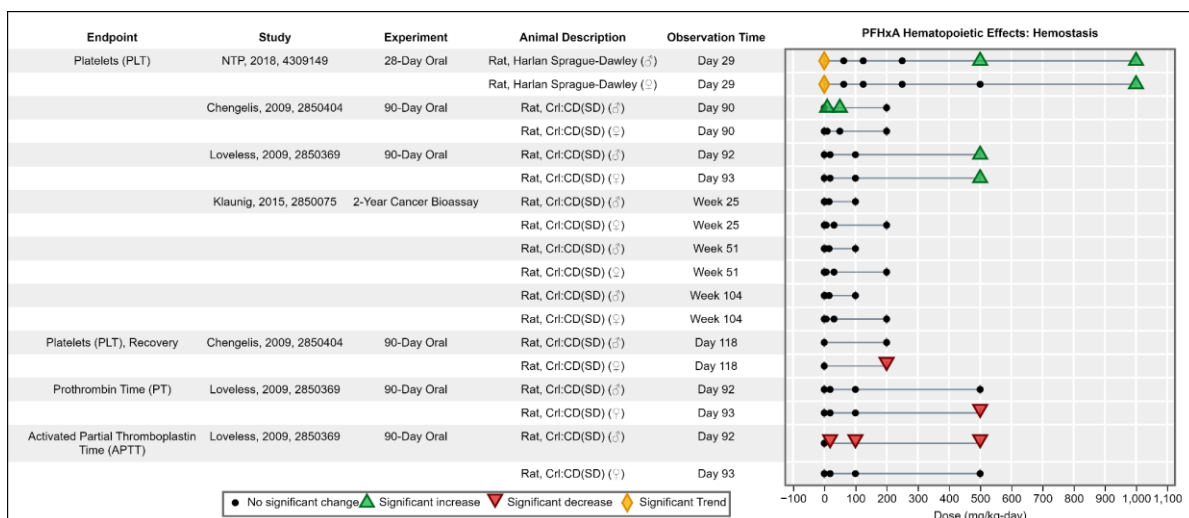 Endpoint Study Experiment Animal Description Observation Time PFHxA Hematopoietic Effects: Hemostasis
Platelets (PLT) NTP, 2018, 4309149 28-Day Oral Rat, Harlan Sprague-Dawley (♂) Day 29
Rat, Harlan Sprague-Dawley (♀) Day 29
Chengelis, 2009, 2850404 90-Day Oral Rat, Crl:CD(SD) (♂) Day 90
Rat, Crl:CD(SD) (♀) Day 90
Loveless, 2009, 2850369 90-Day Oral Rat, Crl:CD(SD) (♂) Day 92
Rat, Crl:CD(SD) (♀) Day 93
Klaunig, 2015, 2850075 2-Year Cancer Bioassay Rat, Crl:CD(SD) (♂) Week 25
Rat, Crl:CD(SD) (♀) Week 25
Rat, Crl:CD(SD) (♂) Week 51
Rat, Crl:CD(SD) (♀) Week 51
Rat, Crl:CD(SD) (♂) Week 104
Rat, Crl:CD(SD) (♀) Week 104
Platelets (PLT), Recovery Chengelis, 2009, 2850404 90-Day Oral Rat, Crl:CD(SD) (♂) Day 118
Rat, Crl:CD(SD) (♀) Day 118
Prothrombin Time (PT) Loveless, 2009, 2850369 90-Day Oral Rat, Crl:CD(SD) (♂) Day 92
Rat, Crl:CD(SD) (♀) Day 93
Activated Partial Thromboplastin Loveless, 2009, 2850369 90-Day Oral Rat, Crl:CD(SD) (♂) Day 92
Time (APTT)
Rat, Crl:CD(SD) (♀) Day 93
No significant change Significant increase Significant decrease Significant Trend
−100 0 100 200 300 400 500 600 700 800 900 1,000 1,100
Dose (mg/kg-day)